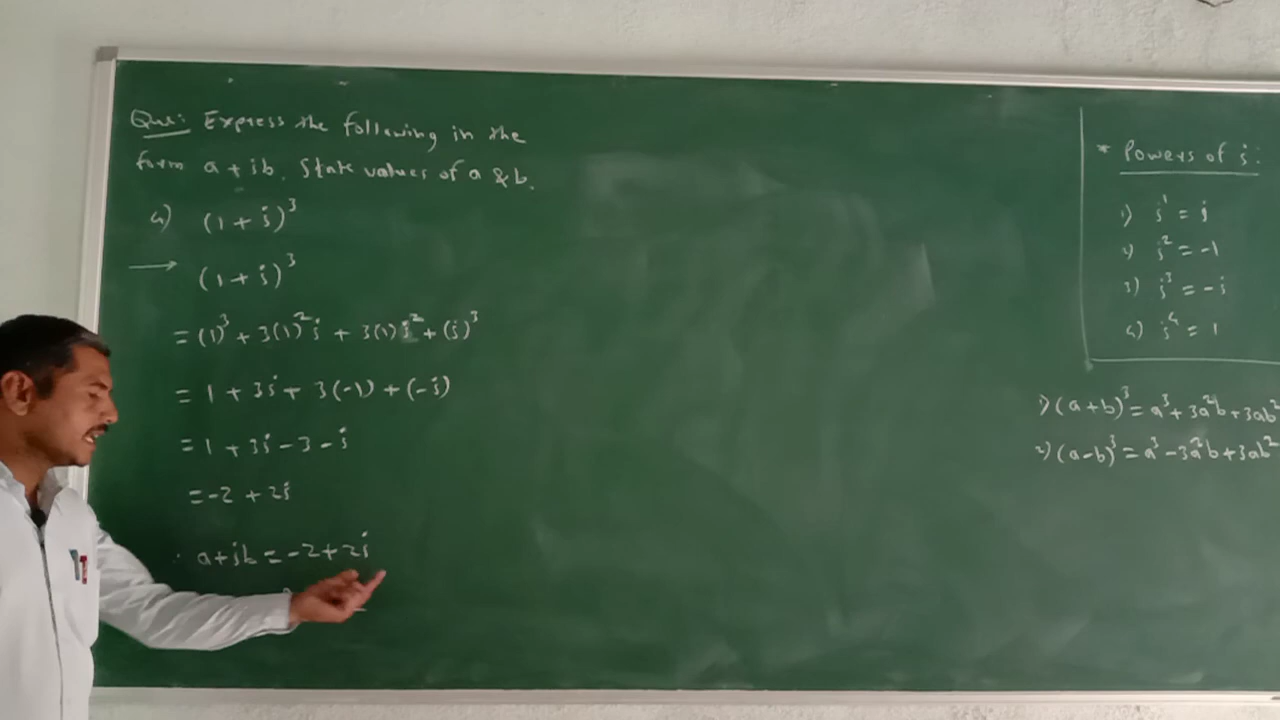 Que: Express the following in the
form a + ib. State values of a & b.
4) (1 + i)³
→ (1 + i)³
= (1)³ + 3(1)²i + 3(1)i² + (i)³
= 1 + 3i + 3(-1) + (-i)
= 1 + 3i - 3 - i
= -2 + 2i
∴ a+ib = -2+2i
* Powers of i:
1) i¹ = i
2) i² = -1
3) i³ = -i
4) i⁴ = 1
1) (a+b)³ = a³ + 3a²b + 3ab²
2) (a-b)³ = a³ - 3a²b + 3ab²